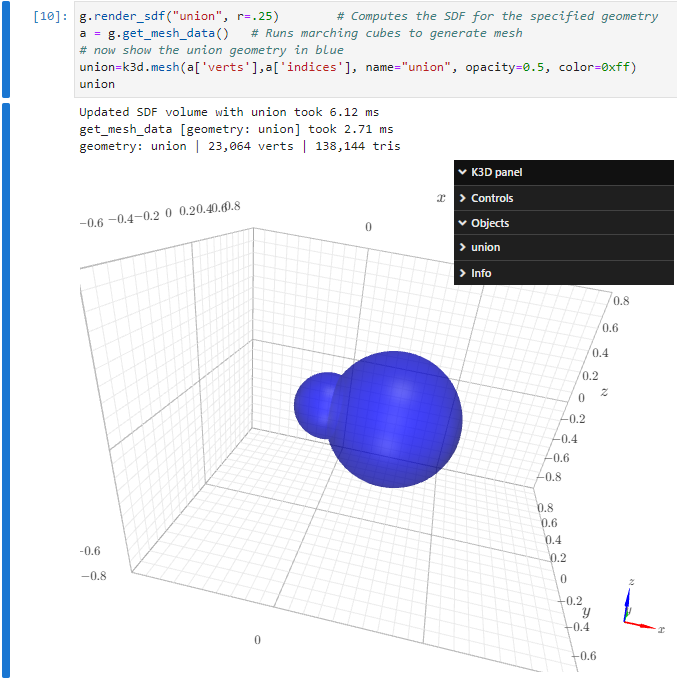 [10]: g.render_sdf("union", r=.25) # Computes the SDF for the specified geometry
a = g.get_mesh_data() # Runs marching cubes to generate mesh
# now show the union geometry in blue
union=k3d.mesh(a['verts'],a['indices'], name="union", opacity=0.5, color=0xff)
union
Updated SDF volume with union took 6.12 ms
get_mesh_data [geometry: union] took 2.71 ms
geometry: union | 23,064 verts | 138,144 tris
K3D panel
Controls
Objects
union
Info
x
−0.6 −0.4 −0.2 0 0.2 0.4 0.6 0.8
0
0.8
0.6
0.4
0.2
0
z
−0.2
−0.4
−0.6
−0.8
0.8
0.6
0.4
0.2
0
−0.2
y
−0.4
−0.6
-0.6
−0.8
0
z
y
x